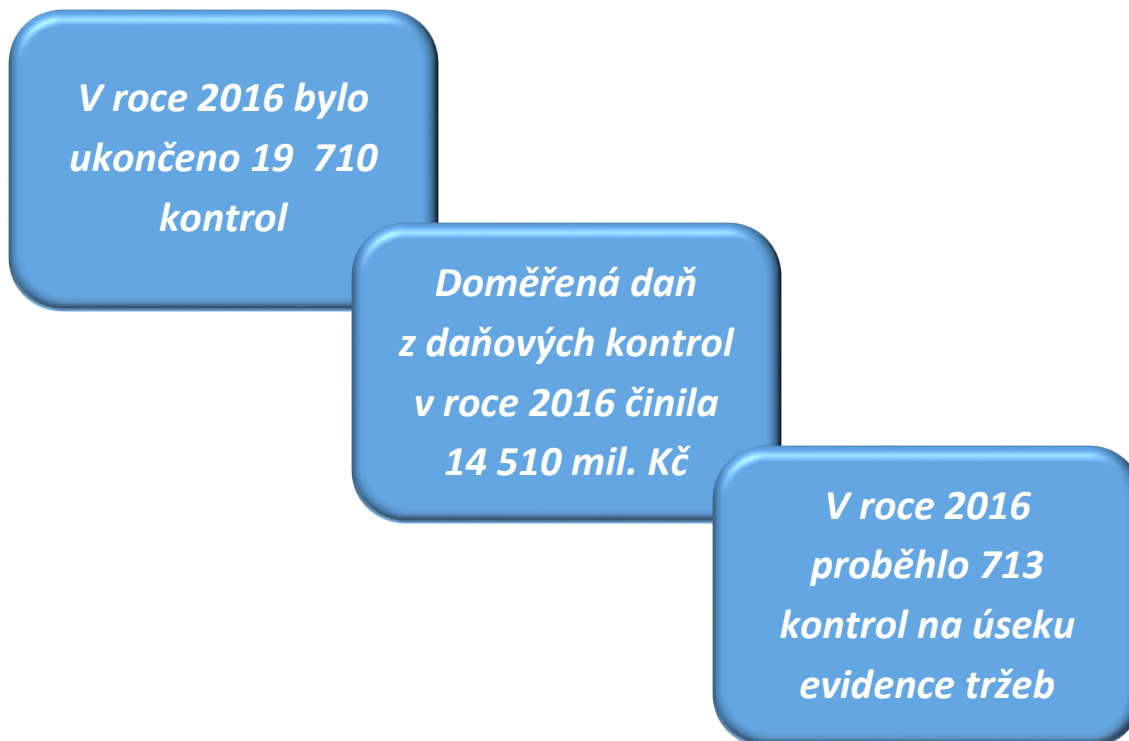 V roce 2016 bylo
ukončeno 19  710
kontrol
Doměřená daň
z daňových kontrol
v roce 2016 činila
14 510 mil. Kč
V roce 2016
proběhlo 713
kontrol na úseku
evidence tržeb